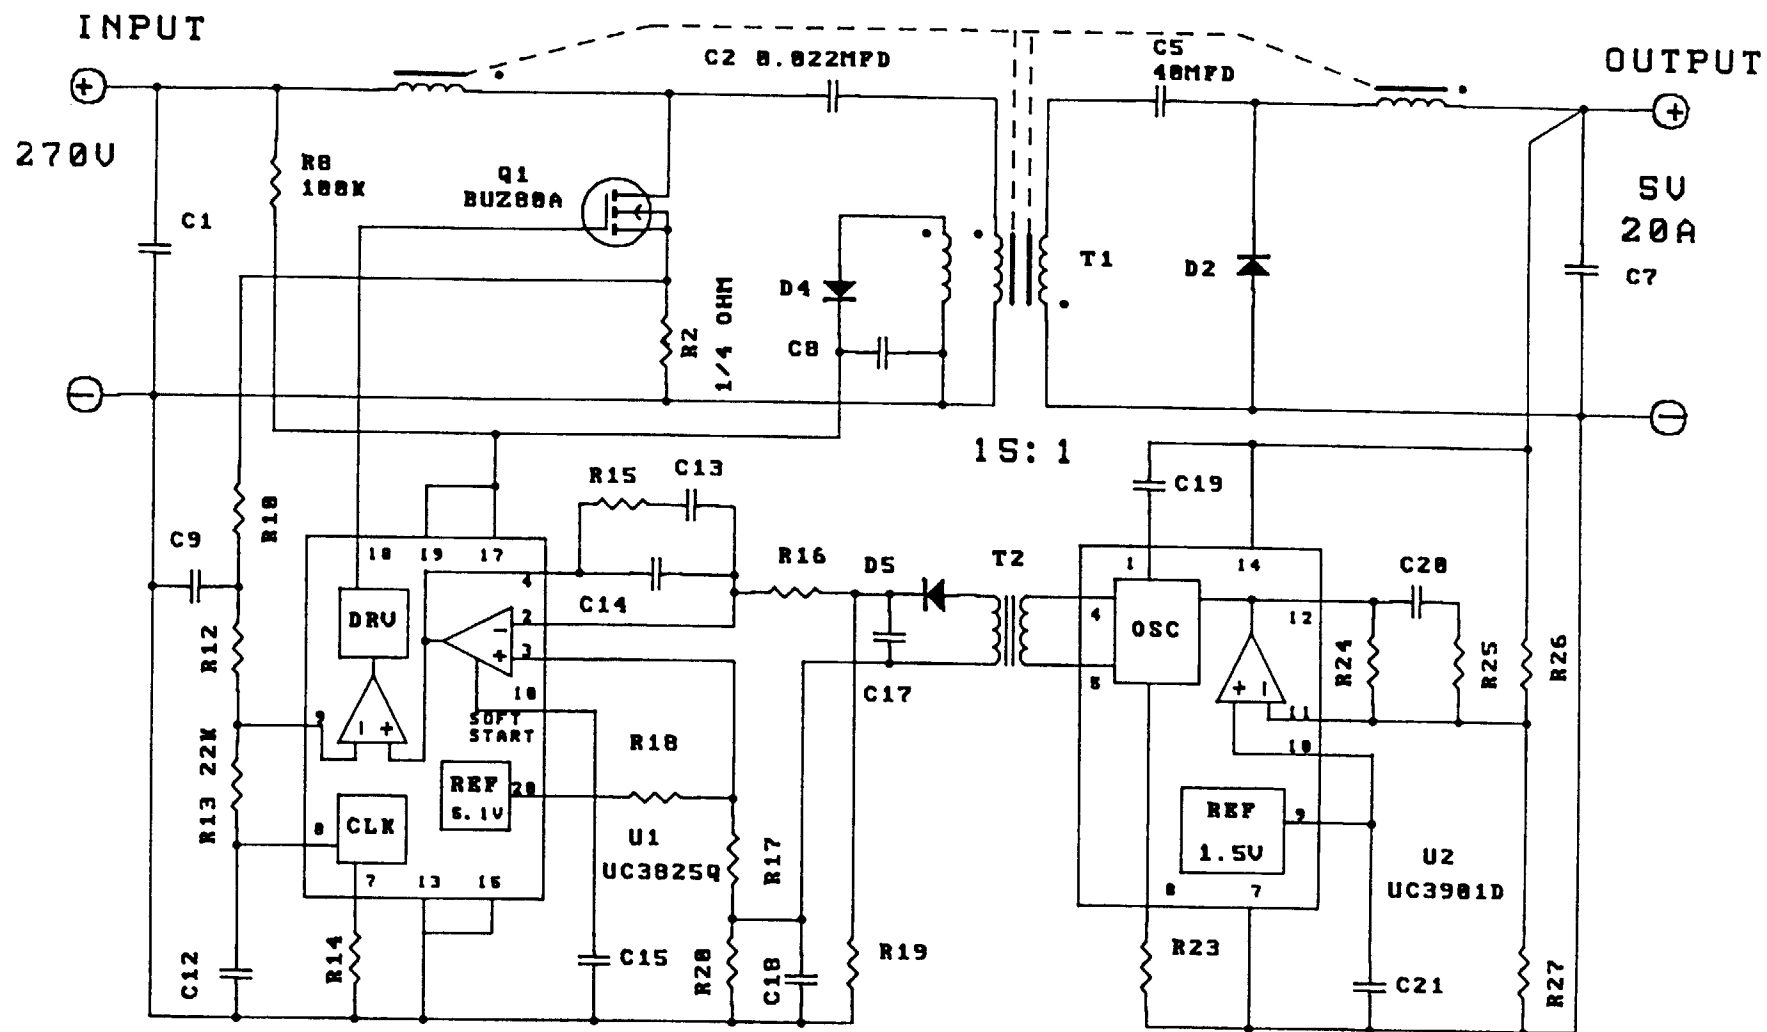 INPUT
C2 0.022MFD
C5
40MFD
OUTPUT
+
+
270V
R8
100K
Q1
BUZ80A
5V
20A
C1
T1
D2
C7
D4
R2
1/4 OHM
C8
−
−
15:1
R15
C13
C19
R10
C9
18
19
17
4
R16
D5
T2
1
14
C20
DRV
C14
2
3
−
+
4
OSC
12
R12
10
5
R24
R25
R26
C17
+
−
11
9
−
+
SOFT
START
R18
10
R13 22K
REF
5.1V
20
REF
1.5V
9
8
CLK
U1
UC3825Q
R17
U2
UC3901D
7
13
15
8
7
C12
R14
C15
R20
C18
R19
R23
C21
R27